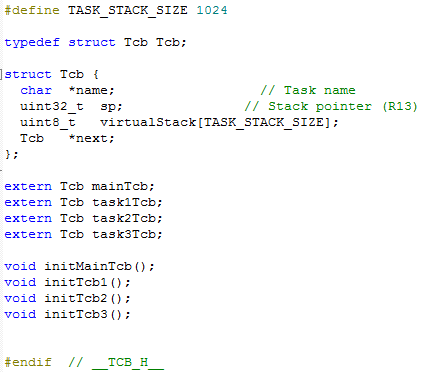 #define TASK_STACK_SIZE 1024
typedef struct Tcb Tcb;
struct Tcb {
char *name; // Task name
uint32_t sp; // Stack pointer (R13)
uint8_t virtualStack[TASK_STACK_SIZE];
Tcb *next;
};
extern Tcb mainTcb;
extern Tcb task1Tcb;
extern Tcb task2Tcb;
extern Tcb task3Tcb;
void initMainTcb();
void initTcb1();
void initTcb2();
void initTcb3();
#endif // __TCB_H__